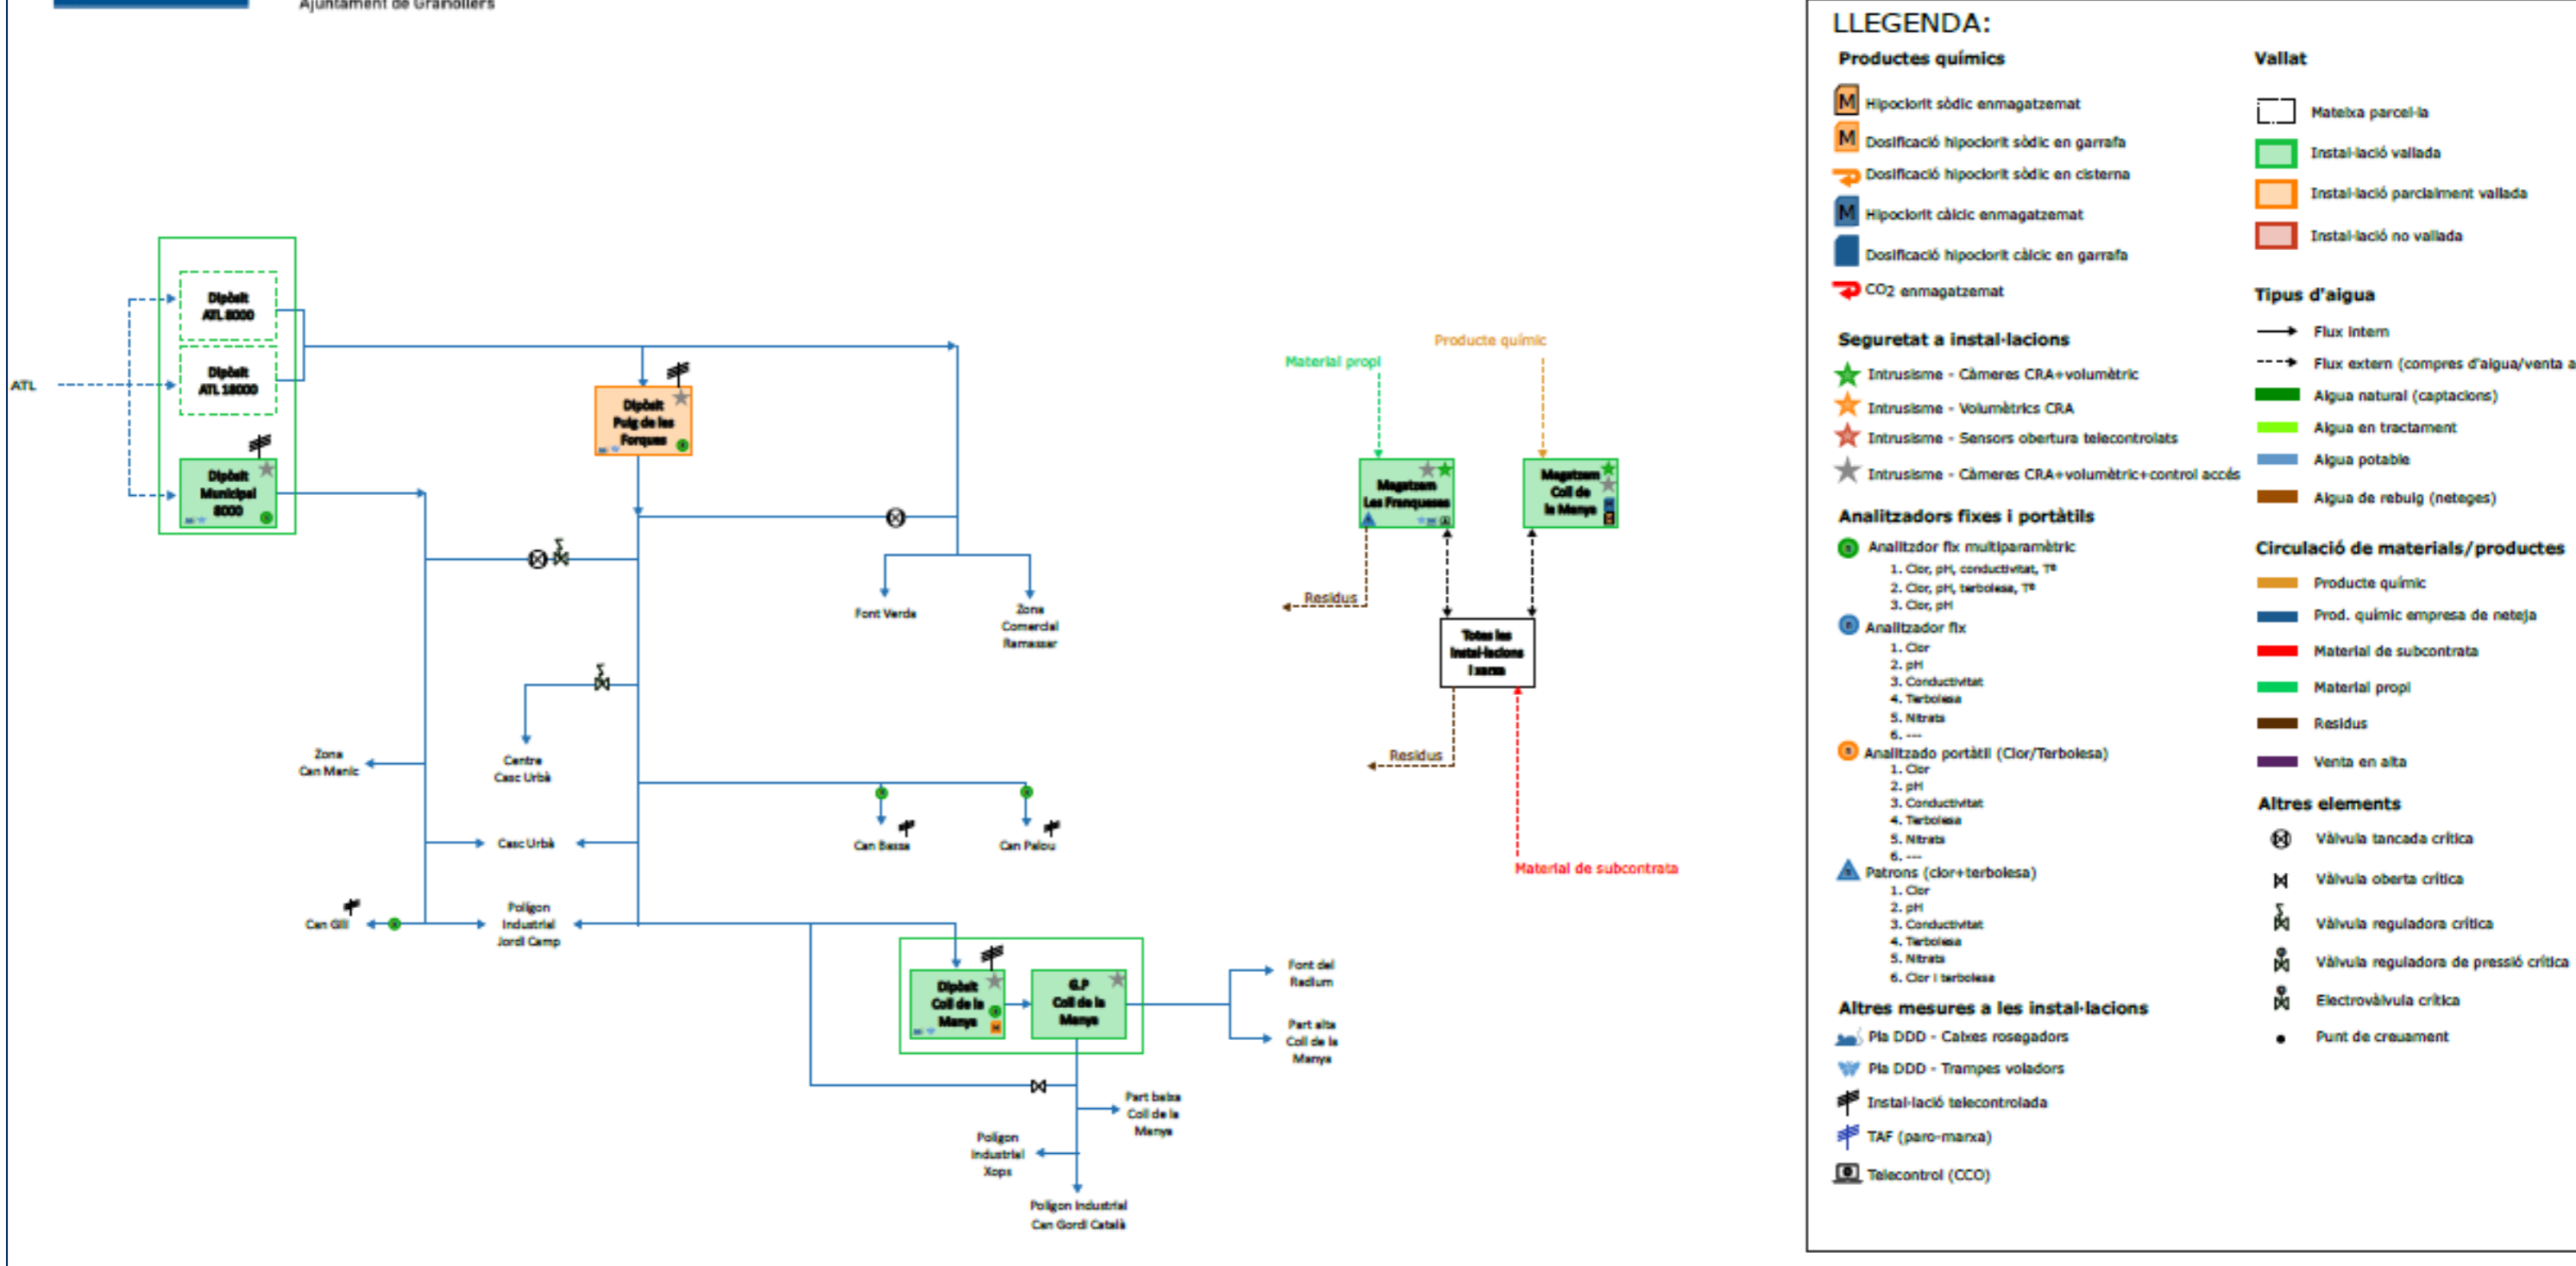 Ajuntament de Granollers
ATL
Dipòsit
ATL 8000
Dipòsit
ATL 18000
Dipòsit
Municipal
8000
Dipòsit
Puig de les
Forques
Font Verda
Zona
Comercial
Ramassar
Zona
Can Manic
Centre
Casc Urbà
Casc Urbà
Can Bassa
Can Palou
Can Gili
Polígon
Industrial
Jordi Camp
Dipòsit
Coll de la
Manya
G.P
Coll de la
Manya
Font del
Radium
Part alta
Coll de la
Manya
Part baixa
Coll de la
Manya
Polígon
Industrial
Xops
Polígon Industrial
Can Gordi Català
Material propi
Producte químic
Magatzem
Les Franqueses
Magatzem
Coll de
la Manya
Residus
Totes les
instal·lacions
i xarxa
Residus
Material de subcontrata
LLEGENDA:
Productes químics
M Hipoclorit sòdic enmagatzemat
M Dosificació hipoclorit sòdic en garrafa
Dosificació hipoclorit sòdic en cisterna
M Hipoclorit càlcic enmagatzemat
Dosificació hipoclorit càlcic en garrafa
CO2 enmagatzemat
Seguretat a instal·lacions
Intrusisme - Càmeres CRA+volumètric
Intrusisme - Volumètrics CRA
Intrusisme - Sensors obertura telecontrolats
Intrusisme - Càmeres CRA+volumètric+control accés
Analitzadors fixes i portàtils
Analitzdor fix multiparamètric
1. Clor, pH, conductivitat, Tª
2. Clor, pH, terbolesa, Tª
3. Clor, pH
Analitzador fix
1. Clor
2. pH
3. Conductivitat
4. Terbolesa
5. Nitrats
6. ---
Analitzado portàtil (Clor/Terbolesa)
1. Clor
2. pH
3. Conductivitat
4. Terbolesa
5. Nitrats
6. ---
Patrons (clor+terbolesa)
1. Clor
2. pH
3. Conductivitat
4. Terbolesa
5. Nitrats
6. Clor i terbolesa
Altres mesures a les instal·lacions
Pla DDD - Caixes rosegadors
Pla DDD - Trampes voladors
Instal·lació telecontrolada
TAF (paro-marxa)
Telecontrol (CCO)
Vallat
Mateixa parcel·la
Instal·lació vallada
Instal·lació parcialment vallada
Instal·lació no vallada
Tipus d'aigua
Flux intern
Flux extern (compres d'aigua/venta a
Aigua natural (captacions)
Aigua en tractament
Aigua potable
Aigua de rebuig (neteges)
Circulació de materials/productes
Producte químic
Prod. químic empresa de neteja
Material de subcontrata
Material propi
Residus
Venta en alta
Altres elements
Vàlvula tancada crítica
Vàlvula oberta crítica
Vàlvula reguladora crítica
Vàlvula reguladora de pressió crítica
Electrovàlvula crítica
Punt de creuament